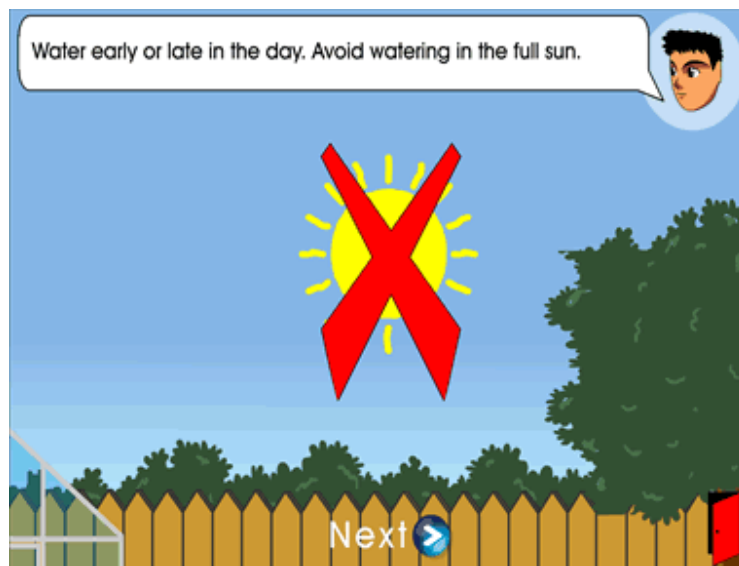 Water early or late in the day. Avoid watering in the full sun.
Next